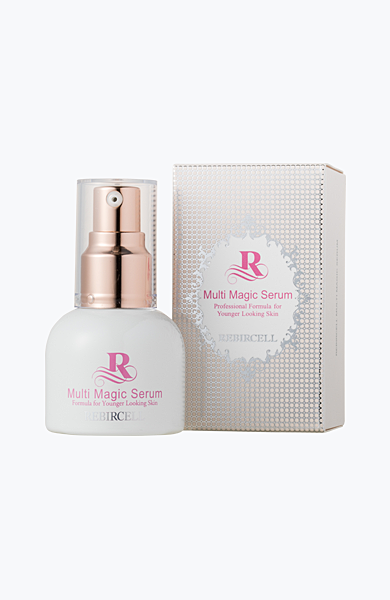 R
Multi Magic Serum
Formula for Younger Looking Skin
REBIRCELL
R
Multi Magic Serum
Professional Formula for
Younger Looking Skin
REBIRCELL